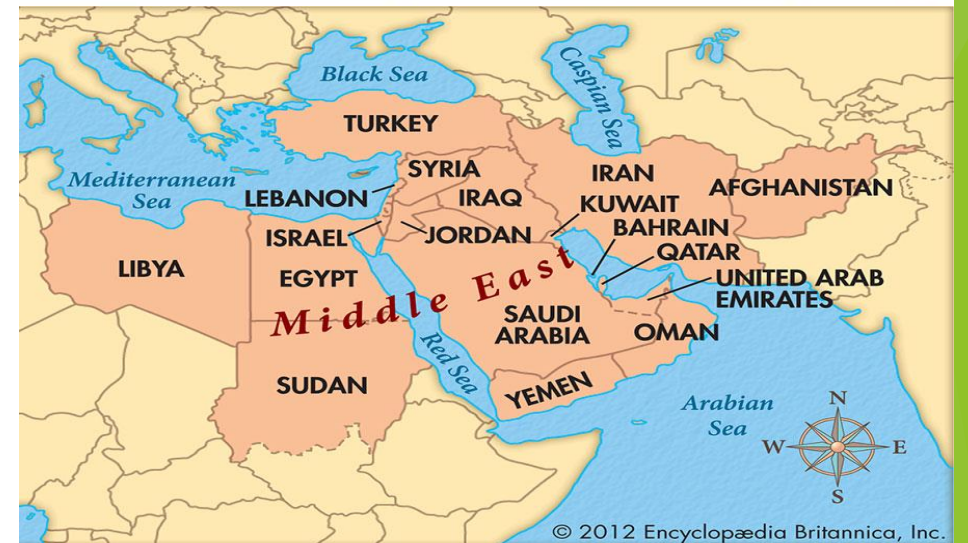 Black Sea
Caspian Sea
TURKEY
Mediterranean
Sea
SYRIA
LEBANON
IRAQ
IRAN
AFGHANISTAN
KUWAIT
BAHRAIN
QATAR
ISRAEL
JORDAN
LIBYA
EGYPT
UNITED ARAB
EMIRATES
Middle East
SAUDI
ARABIA
OMAN
Red Sea
SUDAN
YEMEN
Arabian
Sea
N
W
E
S
© 2012 Encyclopædia Britannica, Inc.